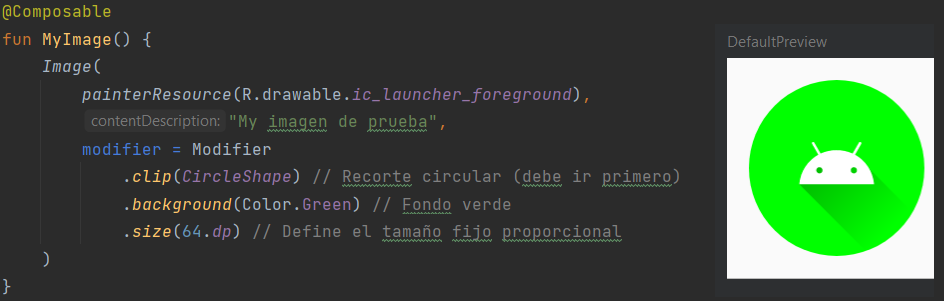 @Composable
fun MyImage() {
    Image(
        painterResource(R.drawable.ic_launcher_foreground),
        contentDescription: "My imagen de prueba",
        modifier = Modifier
            .clip(CircleShape) // Recorte circular (debe ir primero)
            .background(Color.Green) // Fondo verde
            .size(64.dp) // Define el tamaño fijo proporcional
    )
}
DefaultPreview